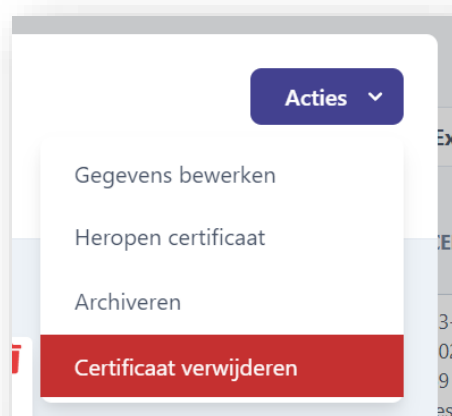 Acties
Gegevens bewerken
Heropen certificaat
Archiveren
Certificaat verwijderen